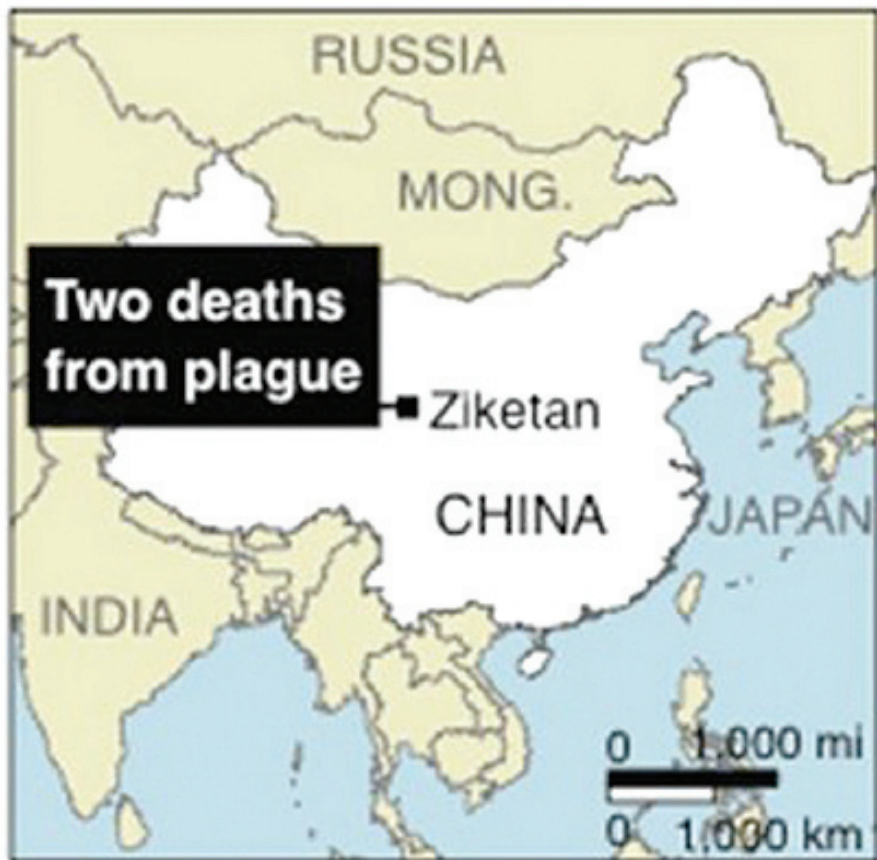 RUSSIA
MONG.
Two deaths
from plague
Ziketan
CHINA
JAPAN
INDIA
0 1,000 mi
0 1,000 km